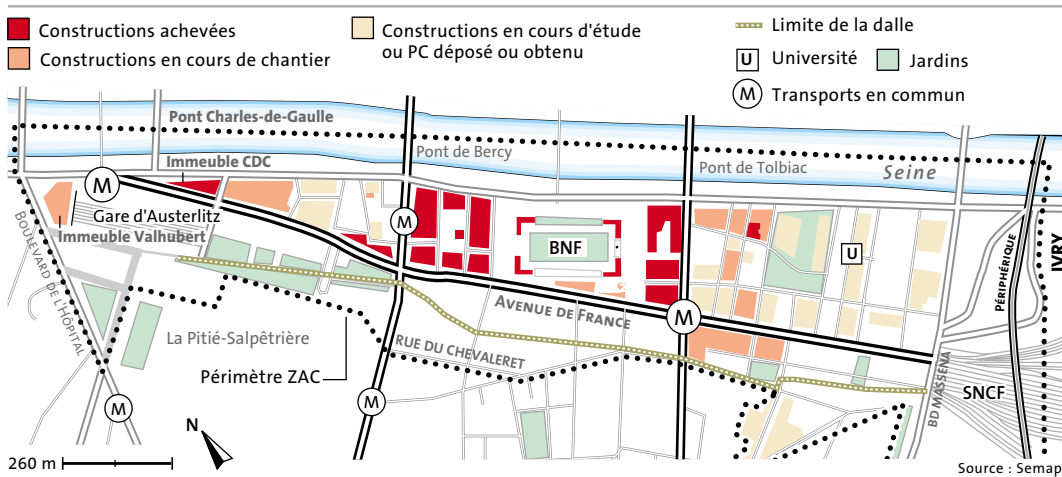 Constructions achevées
Constructions en cours de chantier
Constructions en cours d'étude
ou PC déposé ou obtenu
Limite de la dalle
U Université
Jardins
M Transports en commun
Pont Charles-de-Gaulle
Pont de Bercy
Pont de Tolbiac
Seine
Immeuble CDC
M
Gare d'Austerlitz
Immeuble Valhubert
M
BNF
U
PÉRIPHÉRIQUE
IVRY
BOULEVARD DE L'HÔPITAL
AVENUE DE FRANCE
M
La Pitié-Salpêtrière
RUE DU CHEVALERET
Périmètre ZAC
BD MASSENA
SNCF
M
M
N
260 m
Source : Semapa